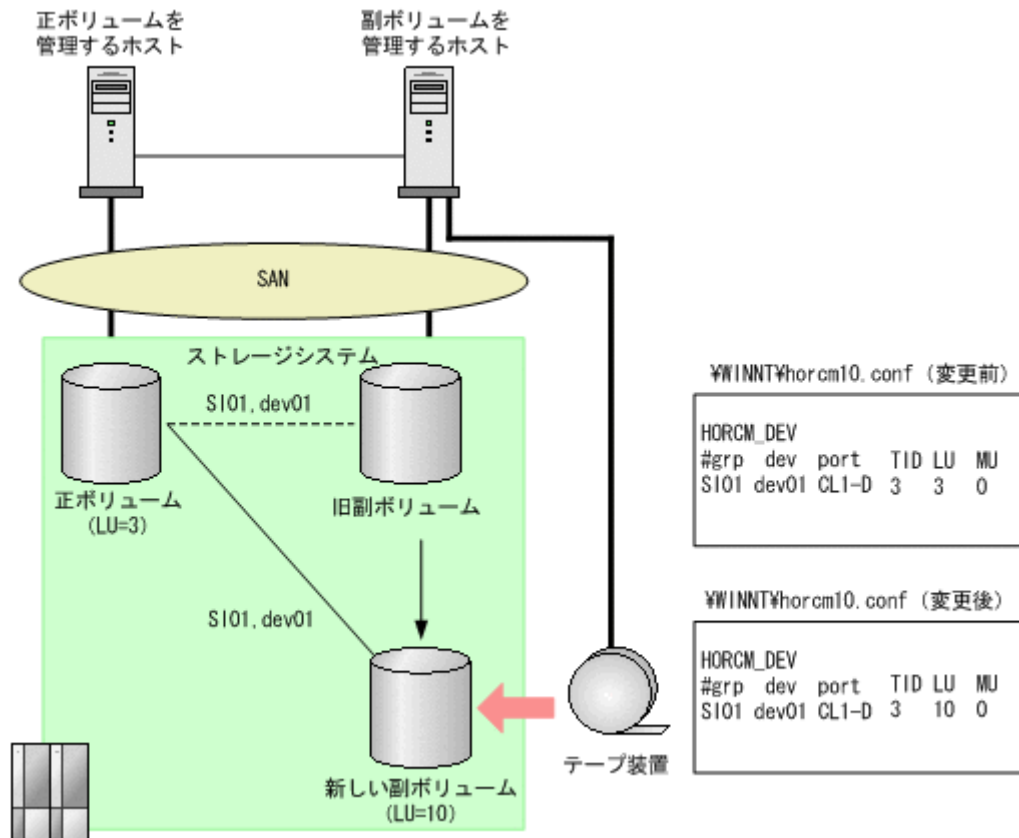 正ボリュームを
管理するホスト
副ボリュームを
管理するホスト
SAN
ストレージシステム
SI01,dev01
正ボリューム
(LU=3)
旧副ボリューム
SI01,dev01
新しい副ボリューム
(LU=10)
テープ装置
¥WINNT¥horcm10.conf（変更前）
HORCM_DEV
#grp dev port TID LU MU
SI01 dev01 CL1-D 3 3 0
¥WINNT¥horcm10.conf（変更後）
HORCM_DEV
#grp dev port TID LU MU
SI01 dev01 CL1-D 3 10 0